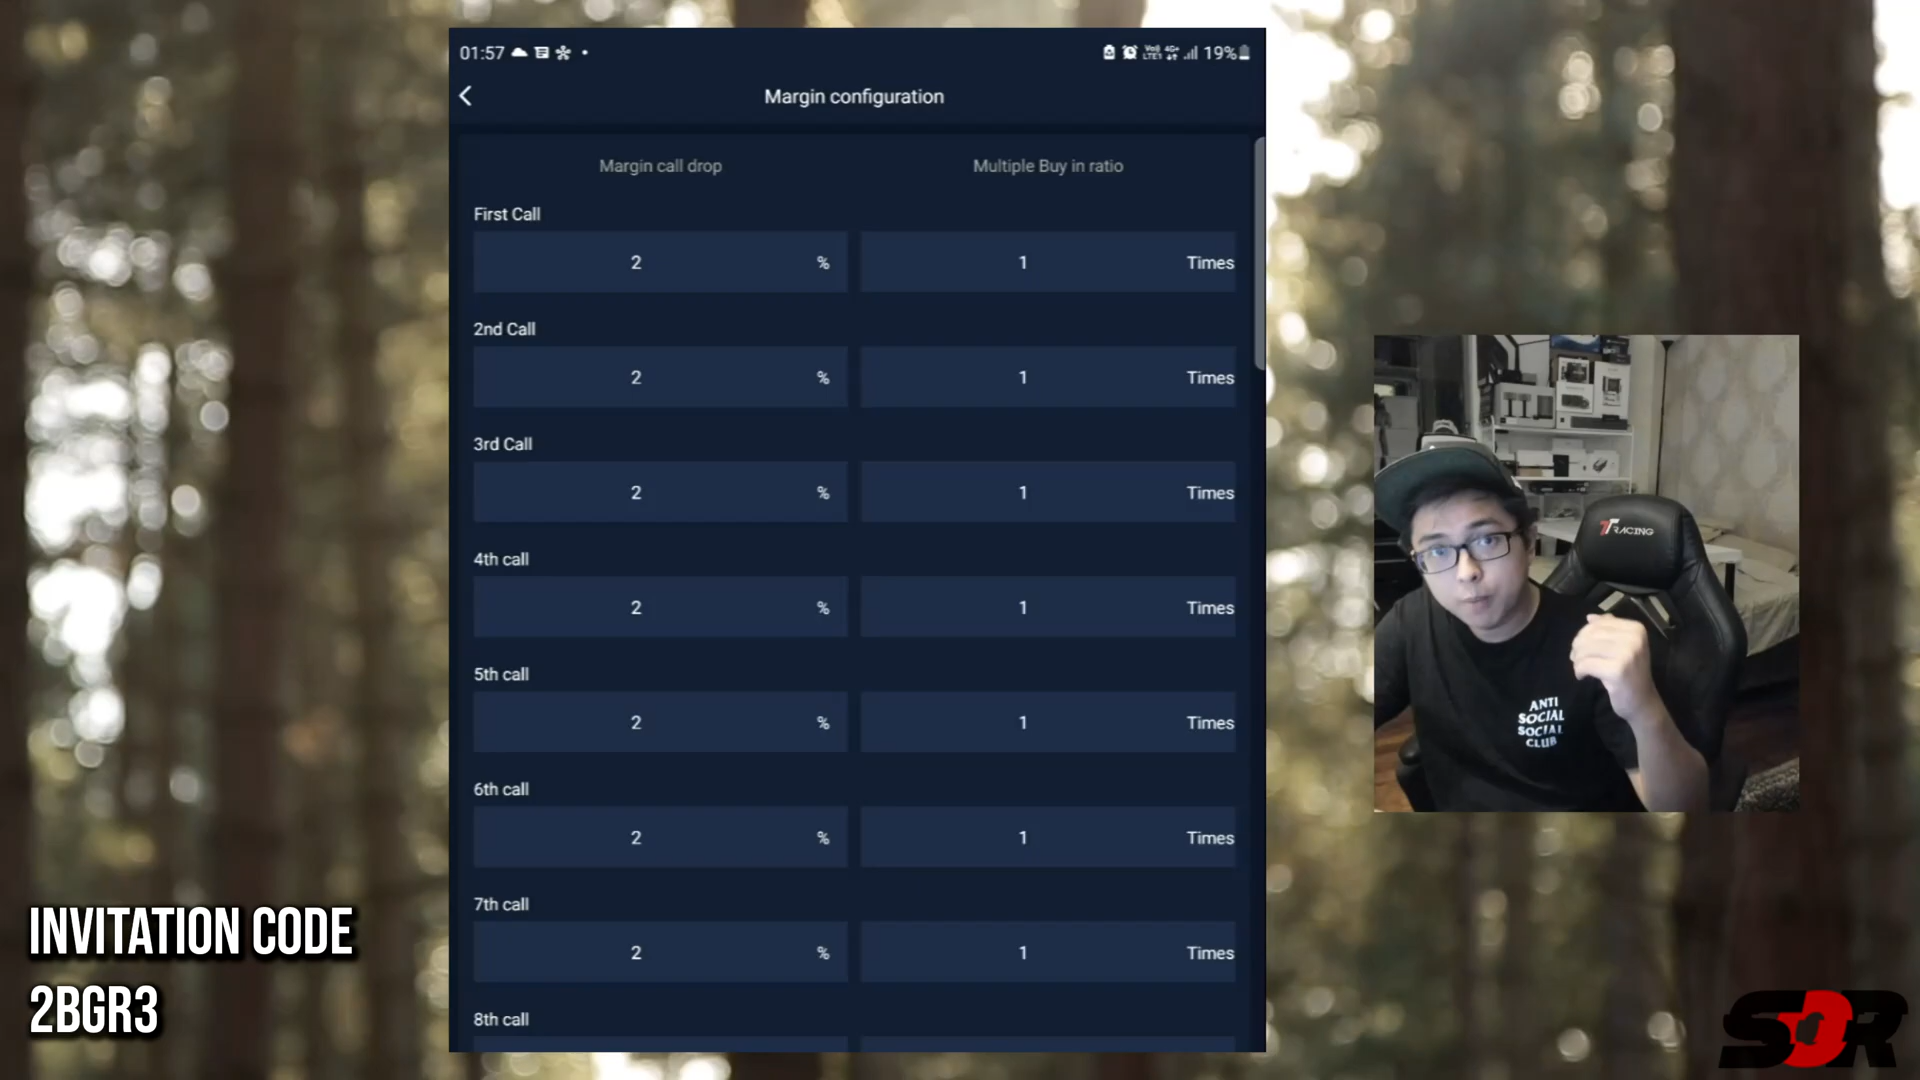 01:57
19%
Margin configuration
Margin call drop
Multiple Buy in ratio
First Call
2 % 1 Times
2nd Call
2 % 1 Times
3rd Call
2 % 1 Times
4th call
2 % 1 Times
5th call
2 % 1 Times
6th call
2 % 1 Times
7th call
2 % 1 Times
8th call
TT RACING
ANTI
SOCIAL
SOCIAL
CLUB
INVITATION CODE
2BGR3
SDR